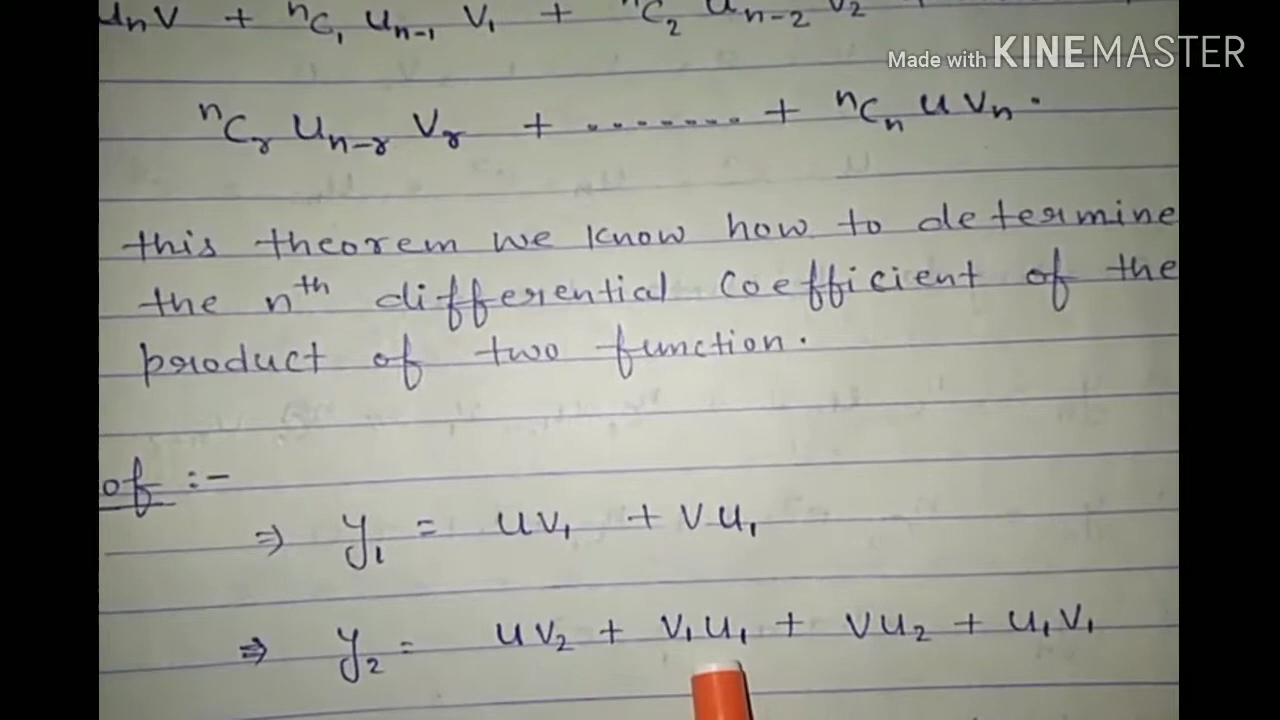 uₙV + ⁿC₁ uₙ₋₁ V₁ + ⁿC₂ uₙ₋₂ V₂
Made with KINEMASTER
ⁿCᵣ uₙ₋ᵣ Vᵣ + ........ + ⁿCₙ u Vₙ.
this theorem we know how to determine
the nᵗʰ differential coefficient of the
product of two function.
of :-
⇒ y₁ = uv₁ + vu₁
⇒ y₂ = uv₂ + v₁u₁ + vu₂ + u₁v₁